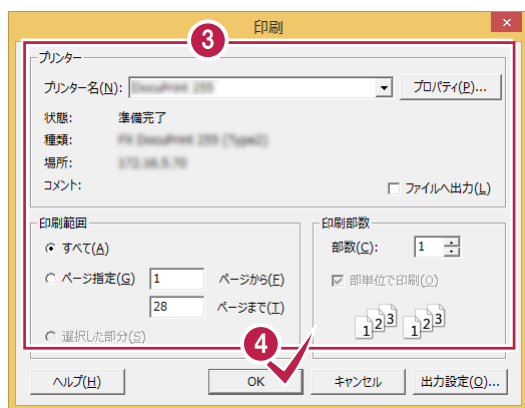 印刷
×
3
プリンター
プリンター名(N): プロパティ(P)...
状態: 準備完了
種類:
場所:
コメント: ファイルへ出力(L)
印刷範囲
すべて(A)
ページ指定(G) 1 ページから(F)
28 ページまで(T)
選択した部分(S)
印刷部数
部数(C): 1
部単位で印刷(O)
1 2 3 1 2 3
4
ヘルプ(H) OK キャンセル 出力設定(O)...